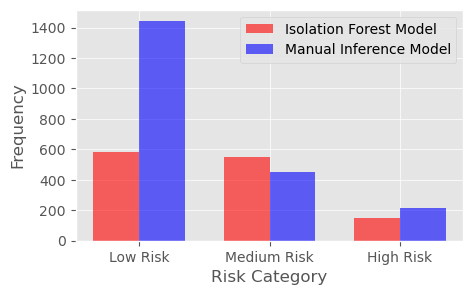 Isolation Forest Model
Manual Inference Model
Frequency
1400
1200
1000
800
600
400
200
0
Low Risk Medium Risk High Risk
Risk Category